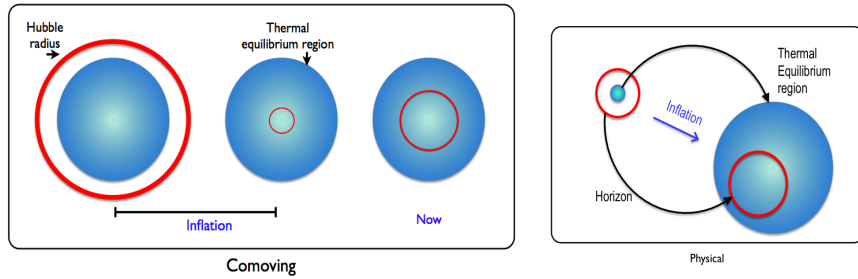 Hubble
radius
Thermal
equilibrium region
Inflation
Now
Comoving
Thermal
Equilibrium
region
Inflation
Horizon
Physical